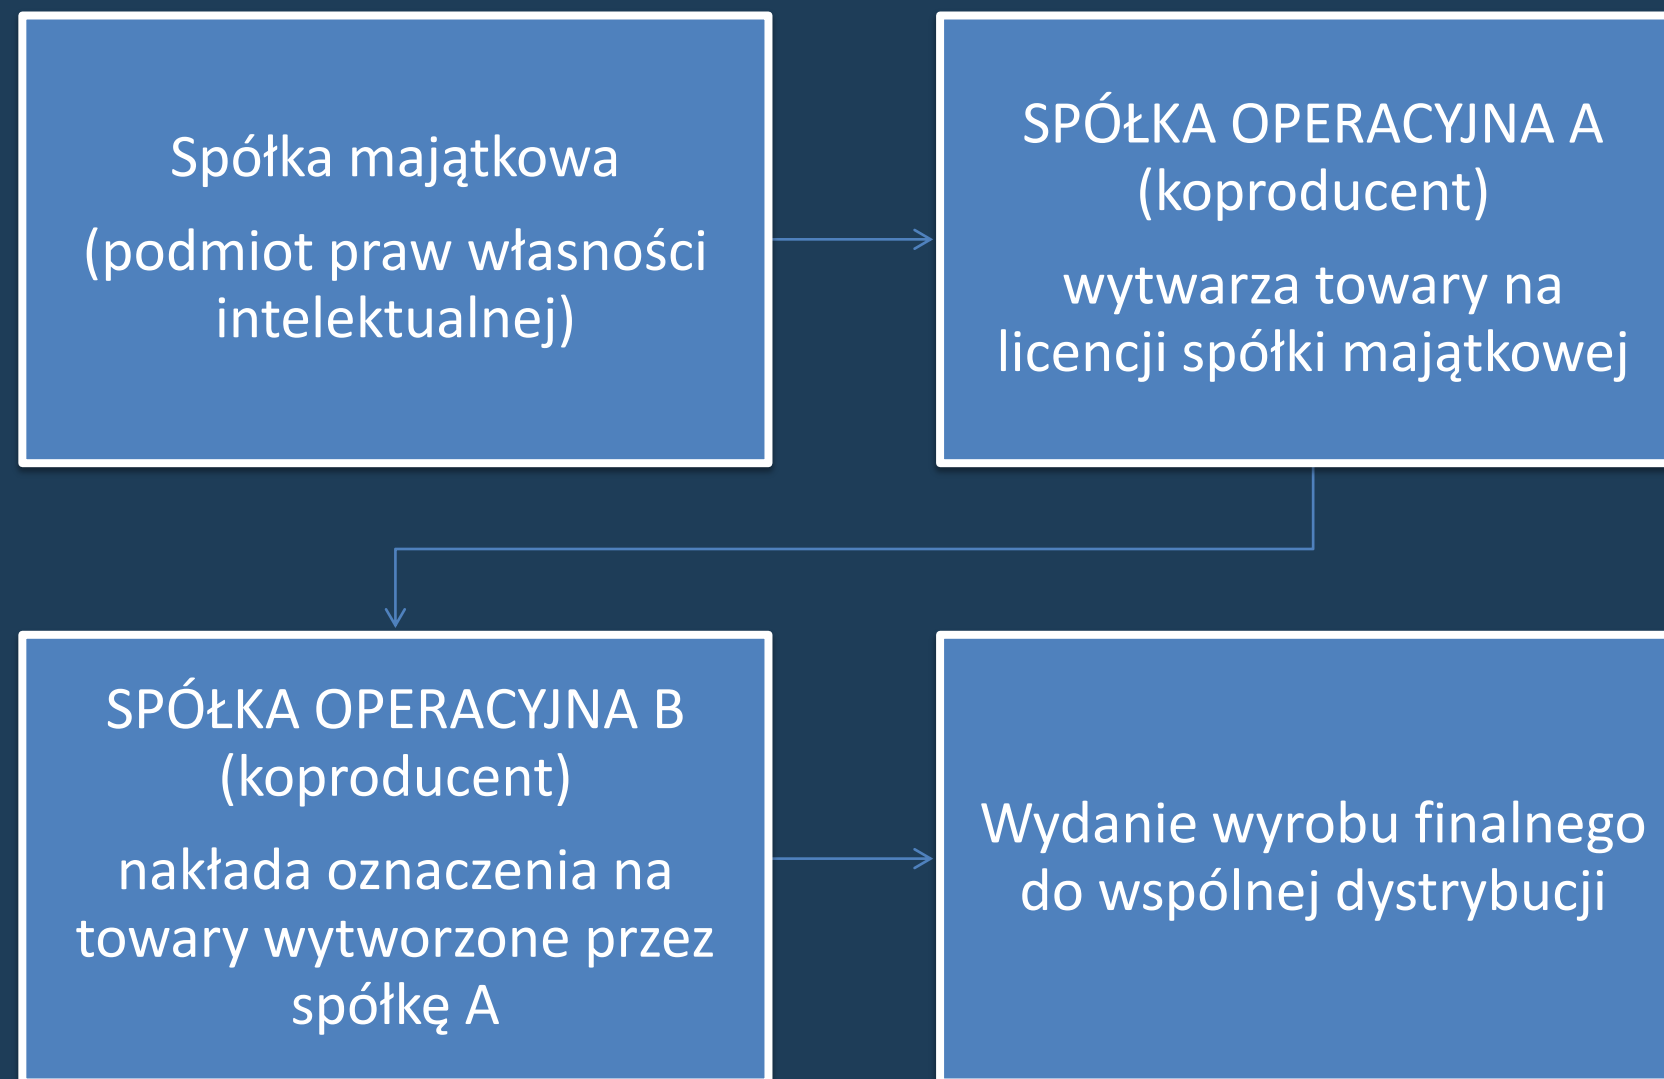 Spółka majątkowa
(podmiot praw własności
intelektualnej)
SPÓŁKA OPERACYJNA A
(koproducent)
wytwarza towary na
licencji spółki majątkowej
SPÓŁKA OPERACYJNA B
(koproducent)
nakłada oznaczenia na
towary wytworzone przez
spółkę A
Wydanie wyrobu finalnego
do wspólnej dystrybucji